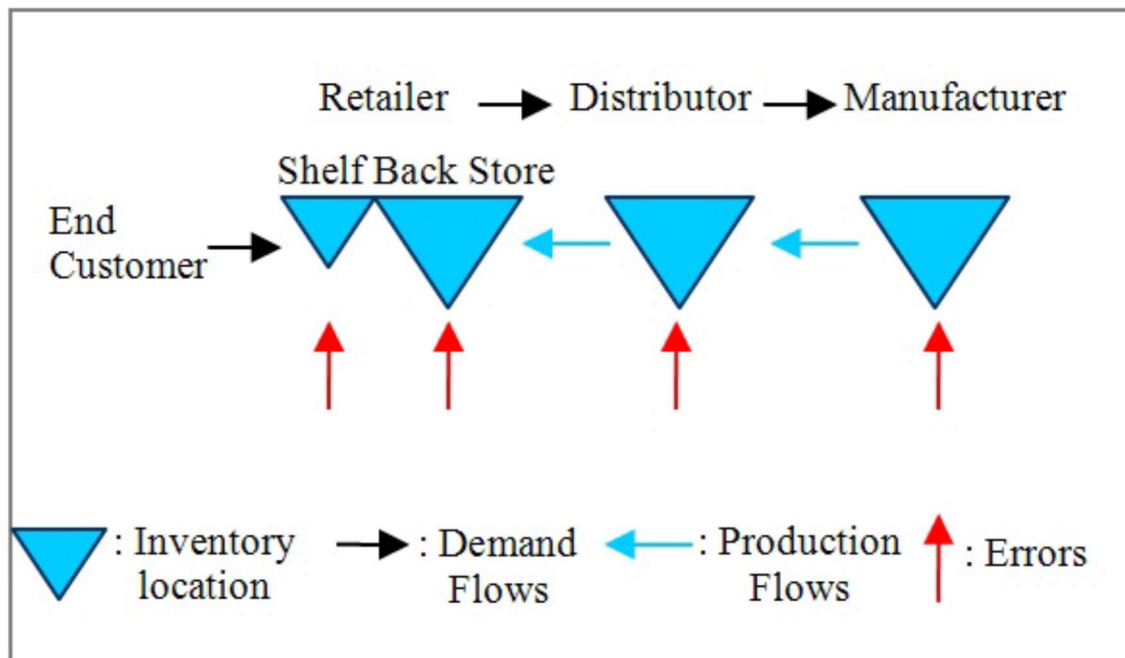 Retailer Distributor Manufacturer
Shelf Back Store
End
Customer
: Inventory
location
: Demand
Flows
: Production
Flows
: Errors